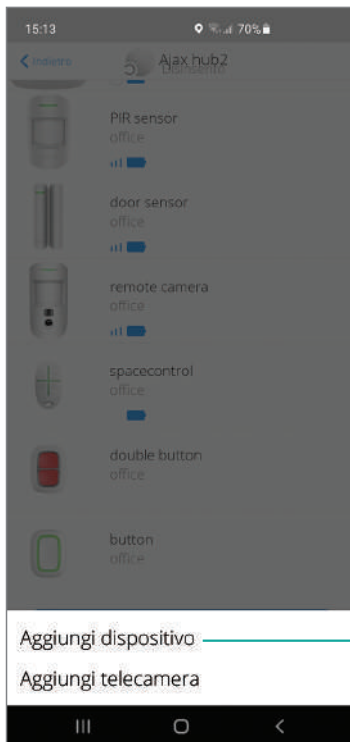 15:13 70%
Indietro Ajax hub2
Disinserito
PIR sensor
office
door sensor
office
remote camera
office
spacecontrol
office
double button
office
button
office
Aggiungi dispositivo
Aggiungi telecamera